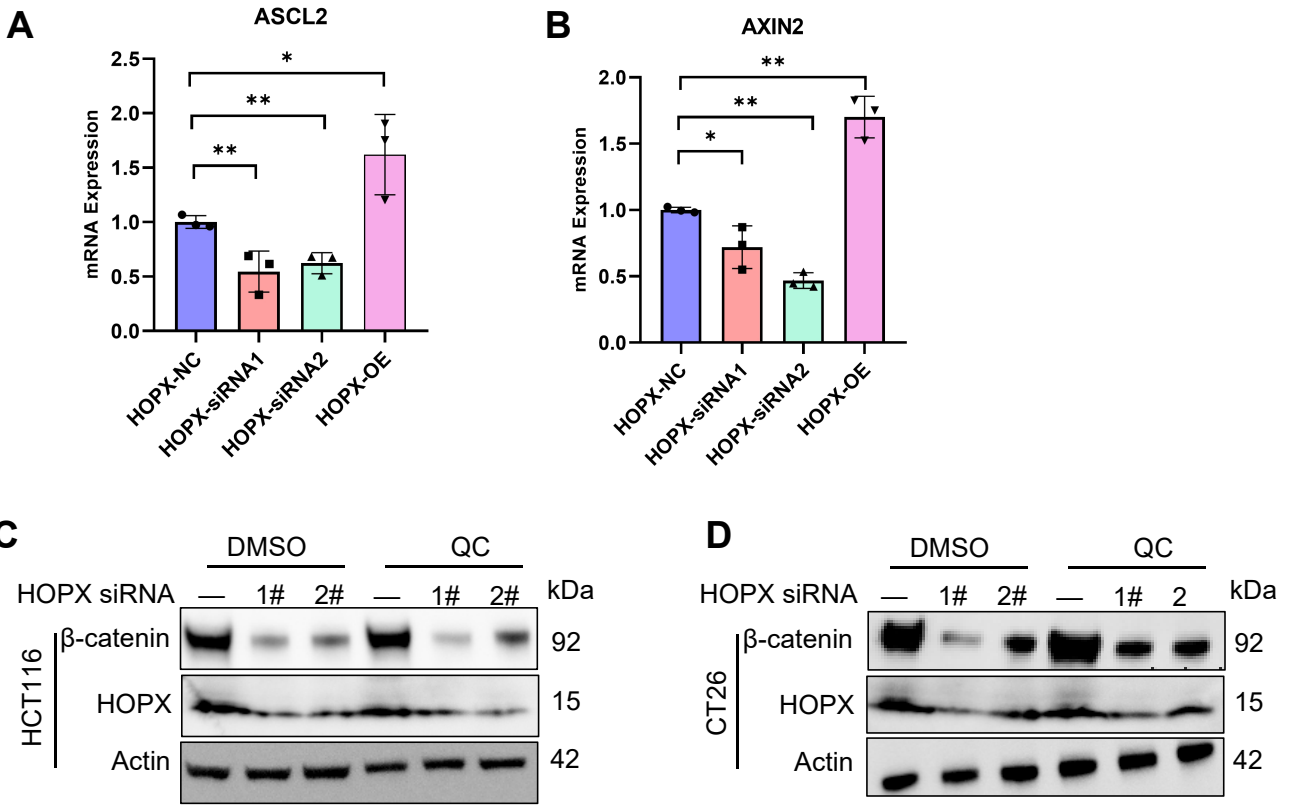 A
ASCL2
mRNA Expression
2.5
2.0
1.5
1.0
0.5
0.0
*
**
**
HOPX-NC
HOPX-siRNA1
HOPX-siRNA2
HOPX-OE
B
AXIN2
mRNA Expression
2.0
1.5
1.0
0.5
0.0
**
**
*
HOPX-NC
HOPX-siRNA1
HOPX-siRNA2
HOPX-OE
C
DMSO QC
HOPX siRNA — 1# 2# — 1# 2# kDa
HCT116
β-catenin 92
HOPX 15
Actin 42
D
DMSO QC
HOPX siRNA — 1# 2# — 1# 2 kDa
CT26
β-catenin 92
HOPX 15
Actin 42